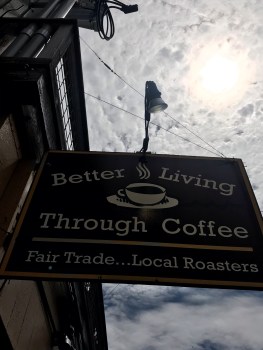 Better Living
Through Coffee
Fair Trade...Local Roasters